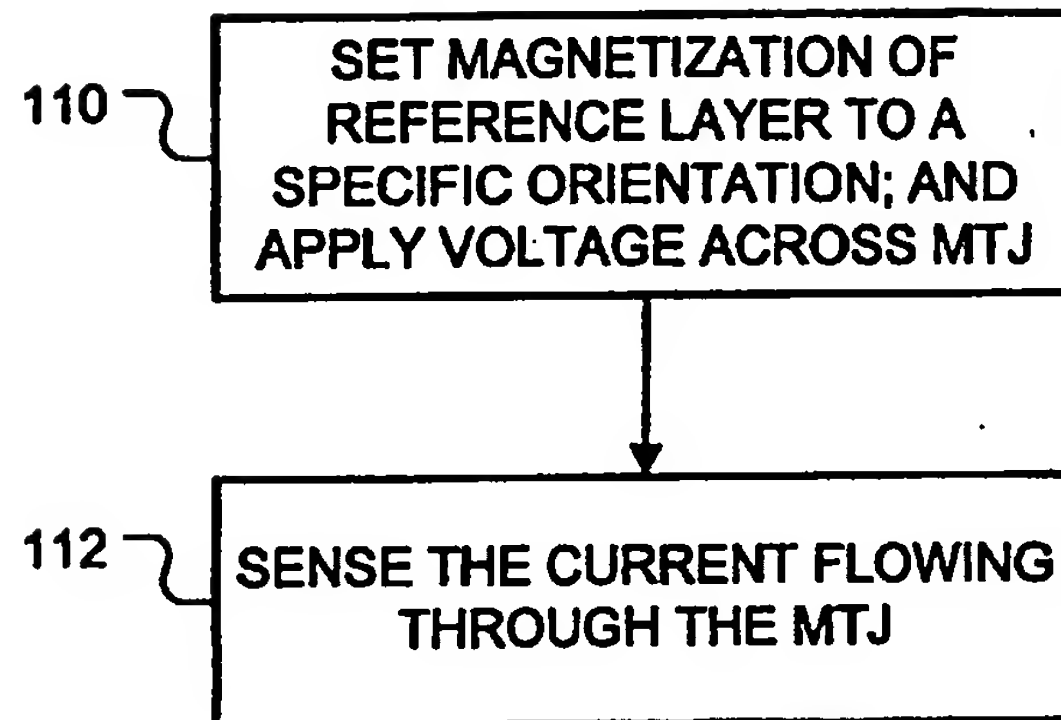 110
SET MAGNETIZATION OF
REFERENCE LAYER TO A
SPECIFIC ORIENTATION; AND
APPLY VOLTAGE ACROSS MTJ
112
SENSE THE CURRENT FLOWING
THROUGH THE MTJ